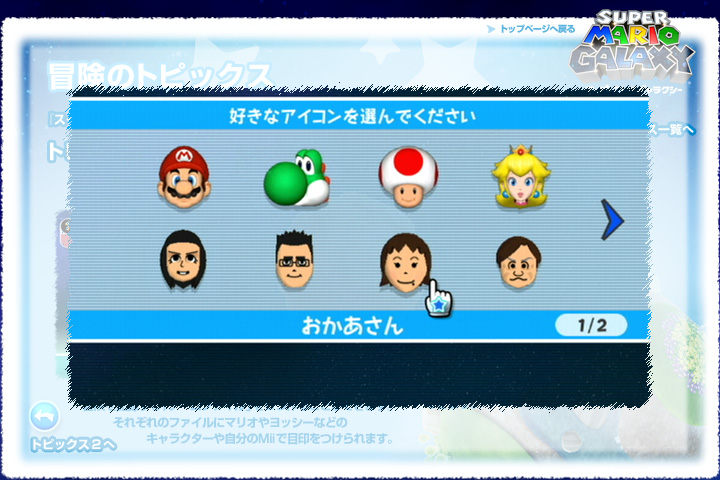 トップページへ戻る
SUPER
MARIO
GALAXY
冒険のトピックス
好きなアイコンを選んでください
ス一覧へ
おかあさん
1/2
それぞれのファイルにマリオやヨッシーなどの
キャラクターや自分のMiiで目印をつけられます。
トピックス2へ